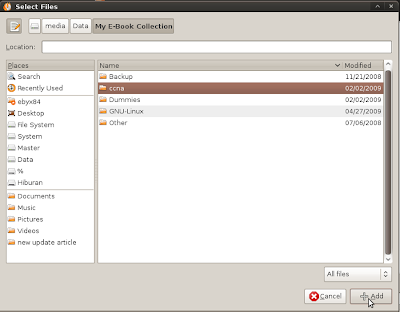 Select Files
media Data My E-Book Collection
Location:
Places
Search
Recently Used
ebyx84
Desktop
File System
System
Master
Data
%
Hiburan
Documents
Music
Pictures
Videos
new update article
Name Modified
Backup 11/21/2008
ccna 02/02/2009
Dummies 02/02/2009
GNU-Linux 04/27/2009
Other 07/06/2008
All files
Cancel Add